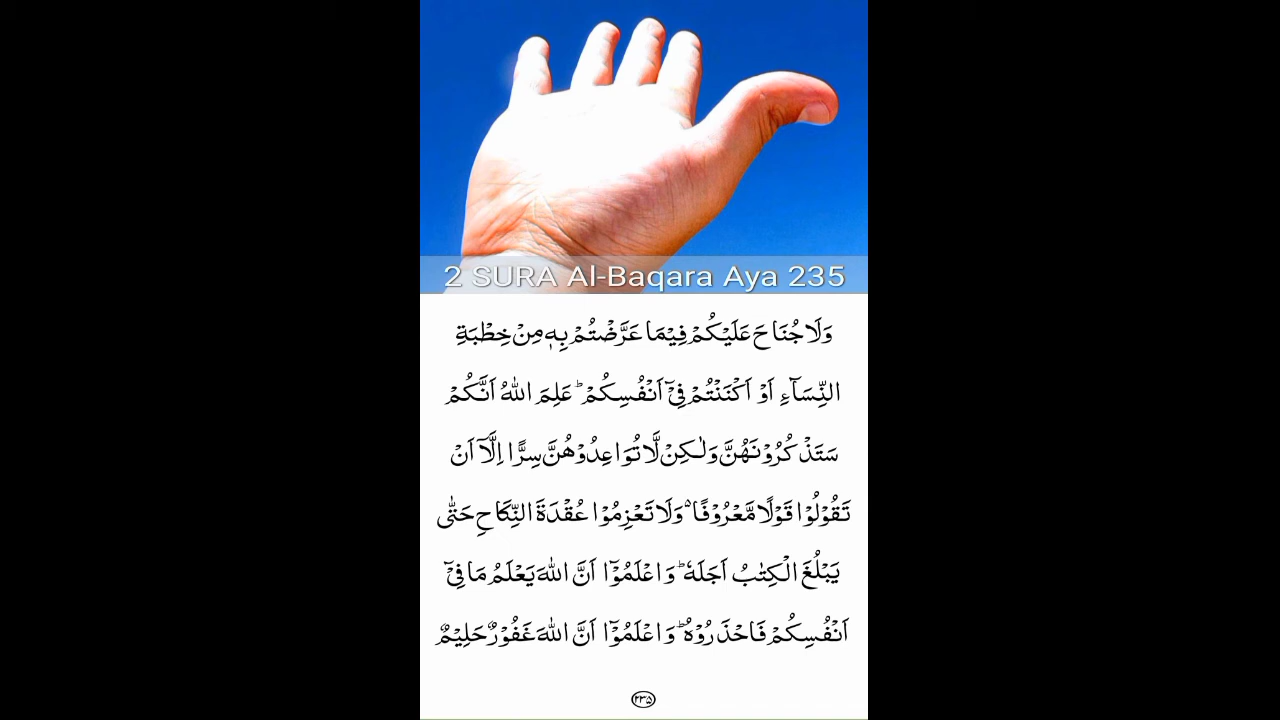 2 SURA Al-Baqara Aya 235
وَلَا جُنَاحَ عَلَيۡكُمۡ فِيۡمَا عَرَّضۡتُمۡ بِهٖ مِنۡ خِطۡبَةِ
النِّسَآءِ اَوۡ اَكۡنَنۡتُمۡ فِىۡٓ اَنۡفُسِكُمۡ‌ؕ عَلِمَ اللّٰهُ اَنَّكُمۡ
سَتَذۡكُرُوۡنَهُنَّ وَلٰـكِنۡ لَّا تُوَاعِدُوۡهُنَّ سِرًّا اِلَّاۤ اَنۡ
تَقُوۡلُوۡا قَوۡلًا مَّعۡرُوۡفًا ۙ وَلَا تَعۡزِمُوۡا عُقۡدَةَ النِّکَاحِ حَتّٰى
يَبۡلُغَ الۡكِتٰبُ اَجَلَهٗ ‌ؕ وَاعۡلَمُوۡٓا اَنَّ اللّٰهَ يَعۡلَمُ مَا فِىۡٓ
اَنۡفُسِكُمۡ فَاحۡذَرُوۡهُ ‌ؕ وَاعۡلَمُوۡٓا اَنَّ اللّٰهَ غَفُوۡرٌ حَلِيۡمٌ
۲۳۵